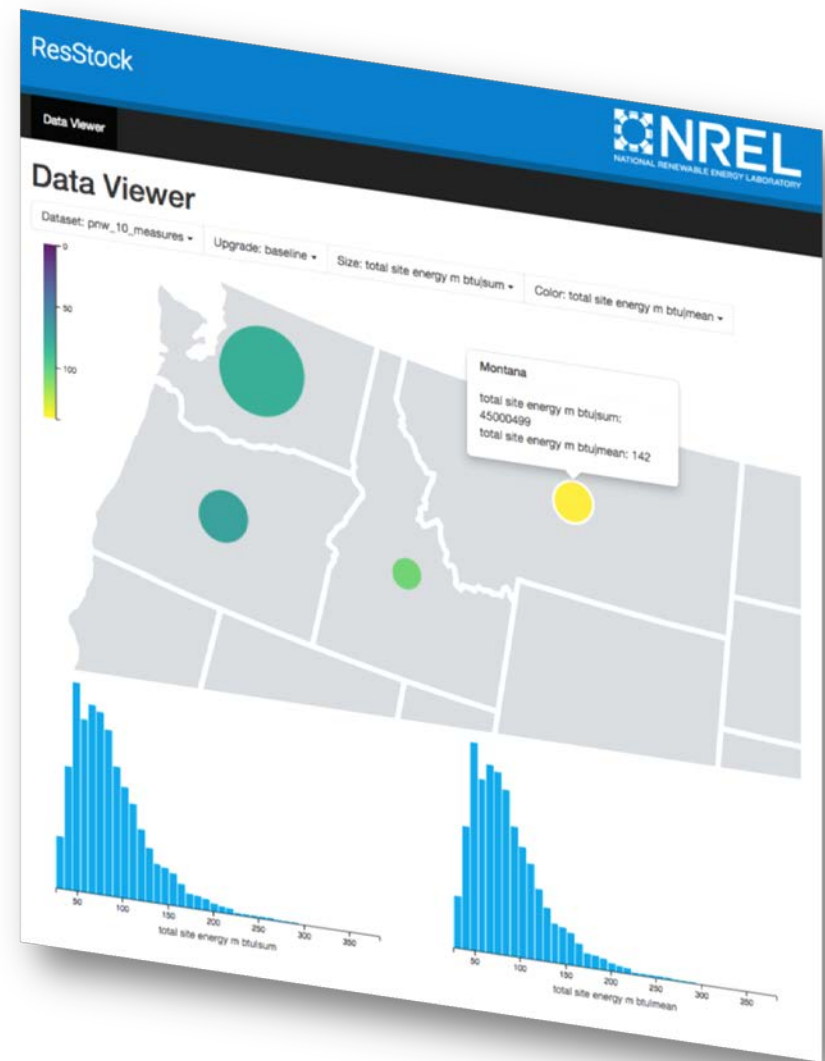 ResStock
NREL
NATIONAL RENEWABLE ENERGY LABORATORY
Data Viewer
Data Viewer
Dataset: pnw_10_measures
Upgrade: baseline
Size: total site energy m btu|sum
Color: total site energy m btu|mean
0
50
100
Montana
total site energy m btu|sum:
45000499
total site energy m btu|mean: 142
50
100
150
200
250
300
350
total site energy m btu|sum
50
100
150
200
250
300
350
total site energy m btu|mean